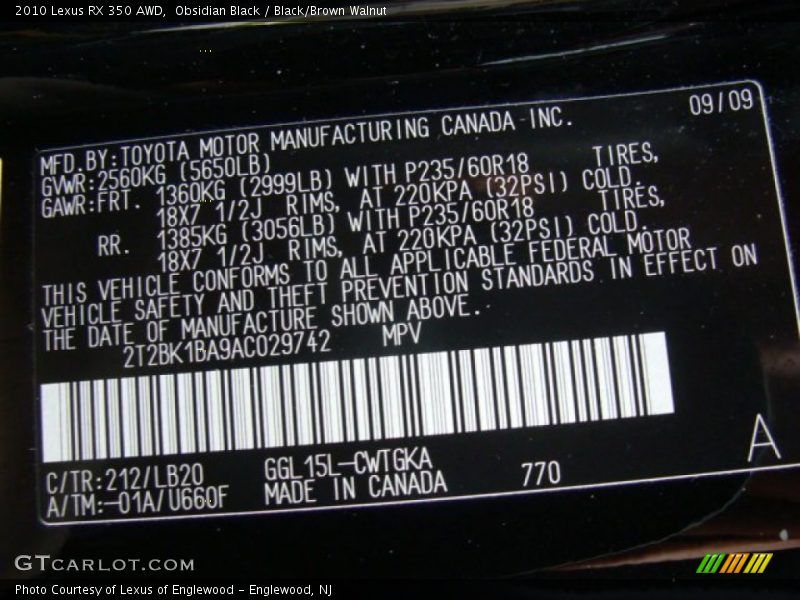 2010 Lexus RX 350 AWD,  Obsidian Black / Black/Brown Walnut
09/09
MFD.BY:TOYOTA MOTOR MANUFACTURING CANADA INC.
GVWR:2560KG (5650LB)
GAWR:FRT. 1360KG (2999LB) WITH P235/60R18 TIRES,
18X7 1/2J RIMS, AT 220KPA (32PSI) COLD.
RR. 1385KG (3056LB) WITH P235/60R18 TIRES,
18X7 1/2J RIMS, AT 220KPA (32PSI) COLD.
THIS VEHICLE CONFORMS TO ALL APPLICABLE FEDERAL MOTOR
VEHICLE SAFETY AND THEFT PREVENTION STANDARDS IN EFFECT ON
THE DATE OF MANUFACTURE SHOWN ABOVE.
2T2BK1BA9AC029742 MPV
C/TR:212/LB20 GGL15L-CWTGKA 770 A
A/TM:-01A/U660F MADE IN CANADA
GTCARLOT.COM
Photo Courtesy of Lexus of Englewood - Englewood, NJ